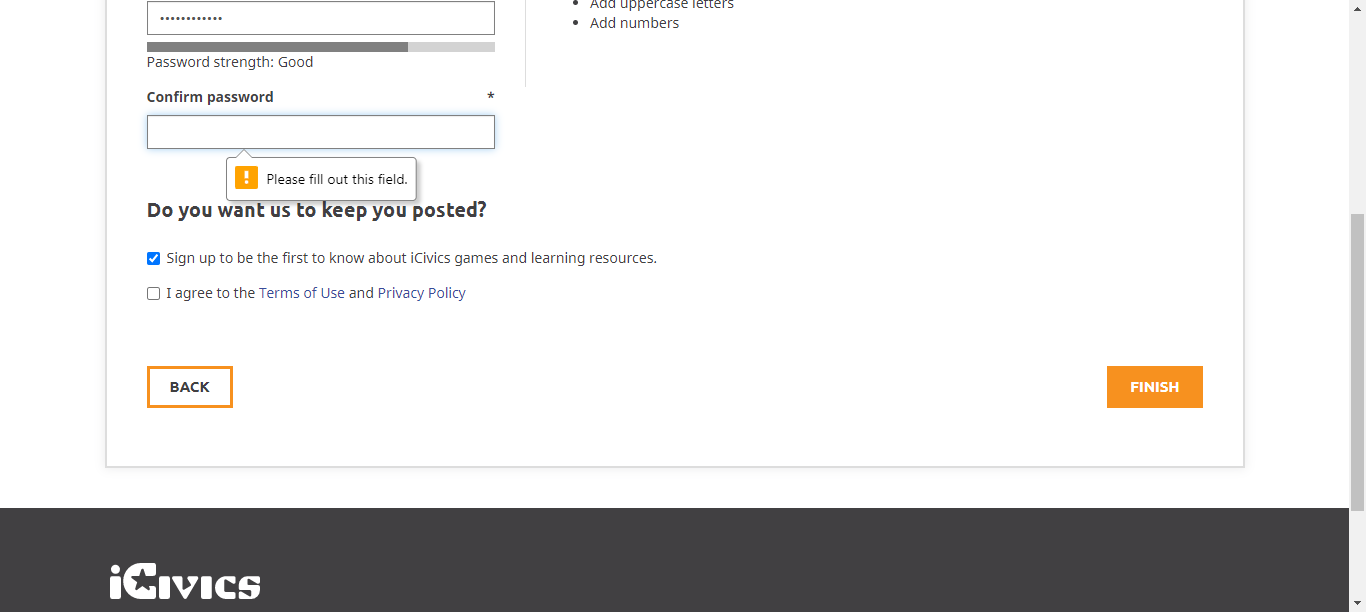 Add uppercase letters
Add numbers
••••••••••••
Password strength: Good
Confirm password *
Please fill out this field.
Do you want us to keep you posted?
Sign up to be the first to know about iCivics games and learning resources.
I agree to the Terms of Use and Privacy Policy
BACK
FINISH
iCivics